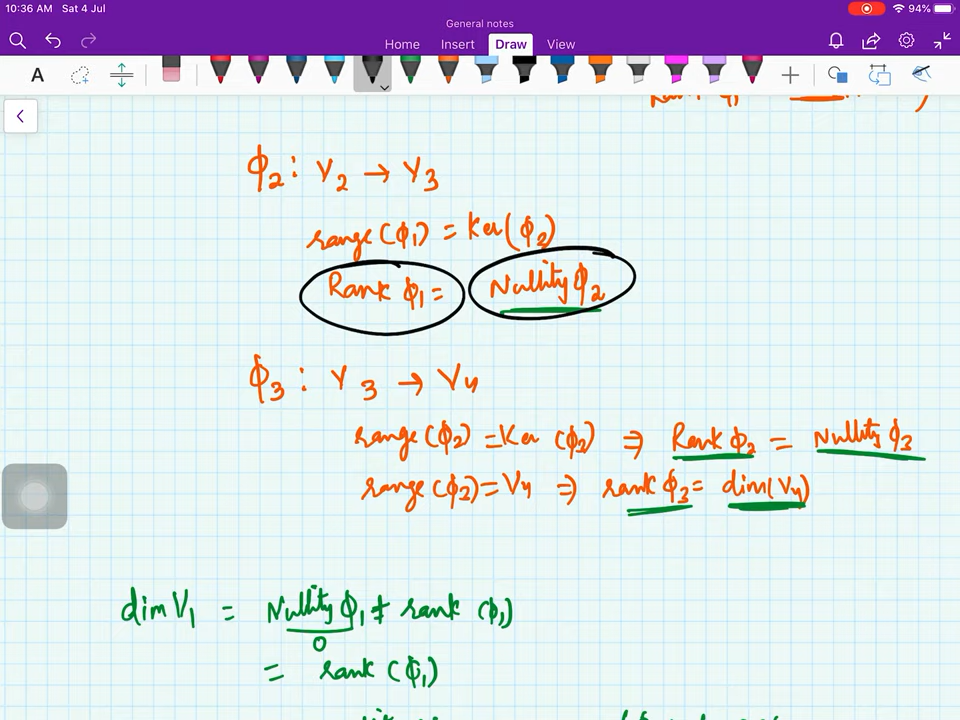 10:36 AM Sat 4 Jul
94%
General notes
Home Insert Draw View
A
ϕ2 : V2 → V3
range(ϕ1) = Ker(ϕ2)
Rank ϕ1 = Nullity ϕ2
ϕ3 : V3 → V4
range(ϕ2) = Ker (ϕ2) ⇒ Rank ϕ2 = Nullity ϕ3
range(ϕ2) = V4 ⇒ rank ϕ3 = dim(V4)
dim V1 = Nullity ϕ1 + rank (ϕ1)
0
= rank (ϕ1)